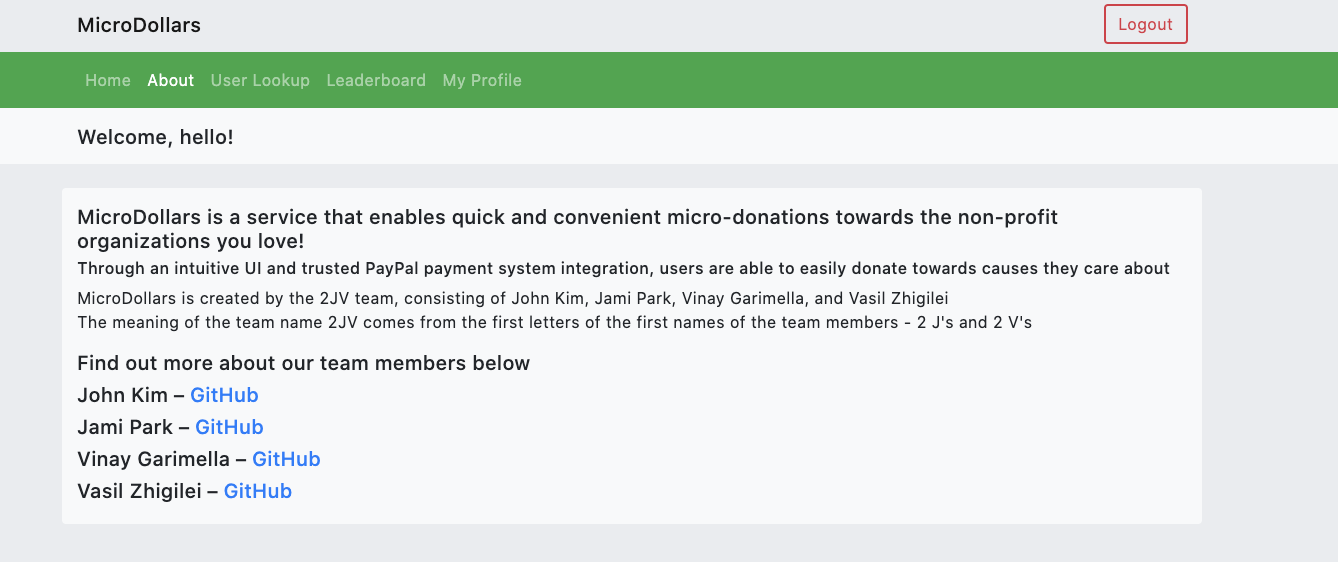 MicroDollars
Logout
Home About User Lookup Leaderboard My Profile
Welcome, hello!
MicroDollars is a service that enables quick and convenient micro-donations towards the non-profit
organizations you love!
Through an intuitive UI and trusted PayPal payment system integration, users are able to easily donate towards causes they care about
MicroDollars is created by the 2JV team, consisting of John Kim, Jami Park, Vinay Garimella, and Vasil Zhigilei
The meaning of the team name 2JV comes from the first letters of the first names of the team members - 2 J's and 2 V's
Find out more about our team members below
John Kim – GitHub
Jami Park – GitHub
Vinay Garimella – GitHub
Vasil Zhigilei – GitHub